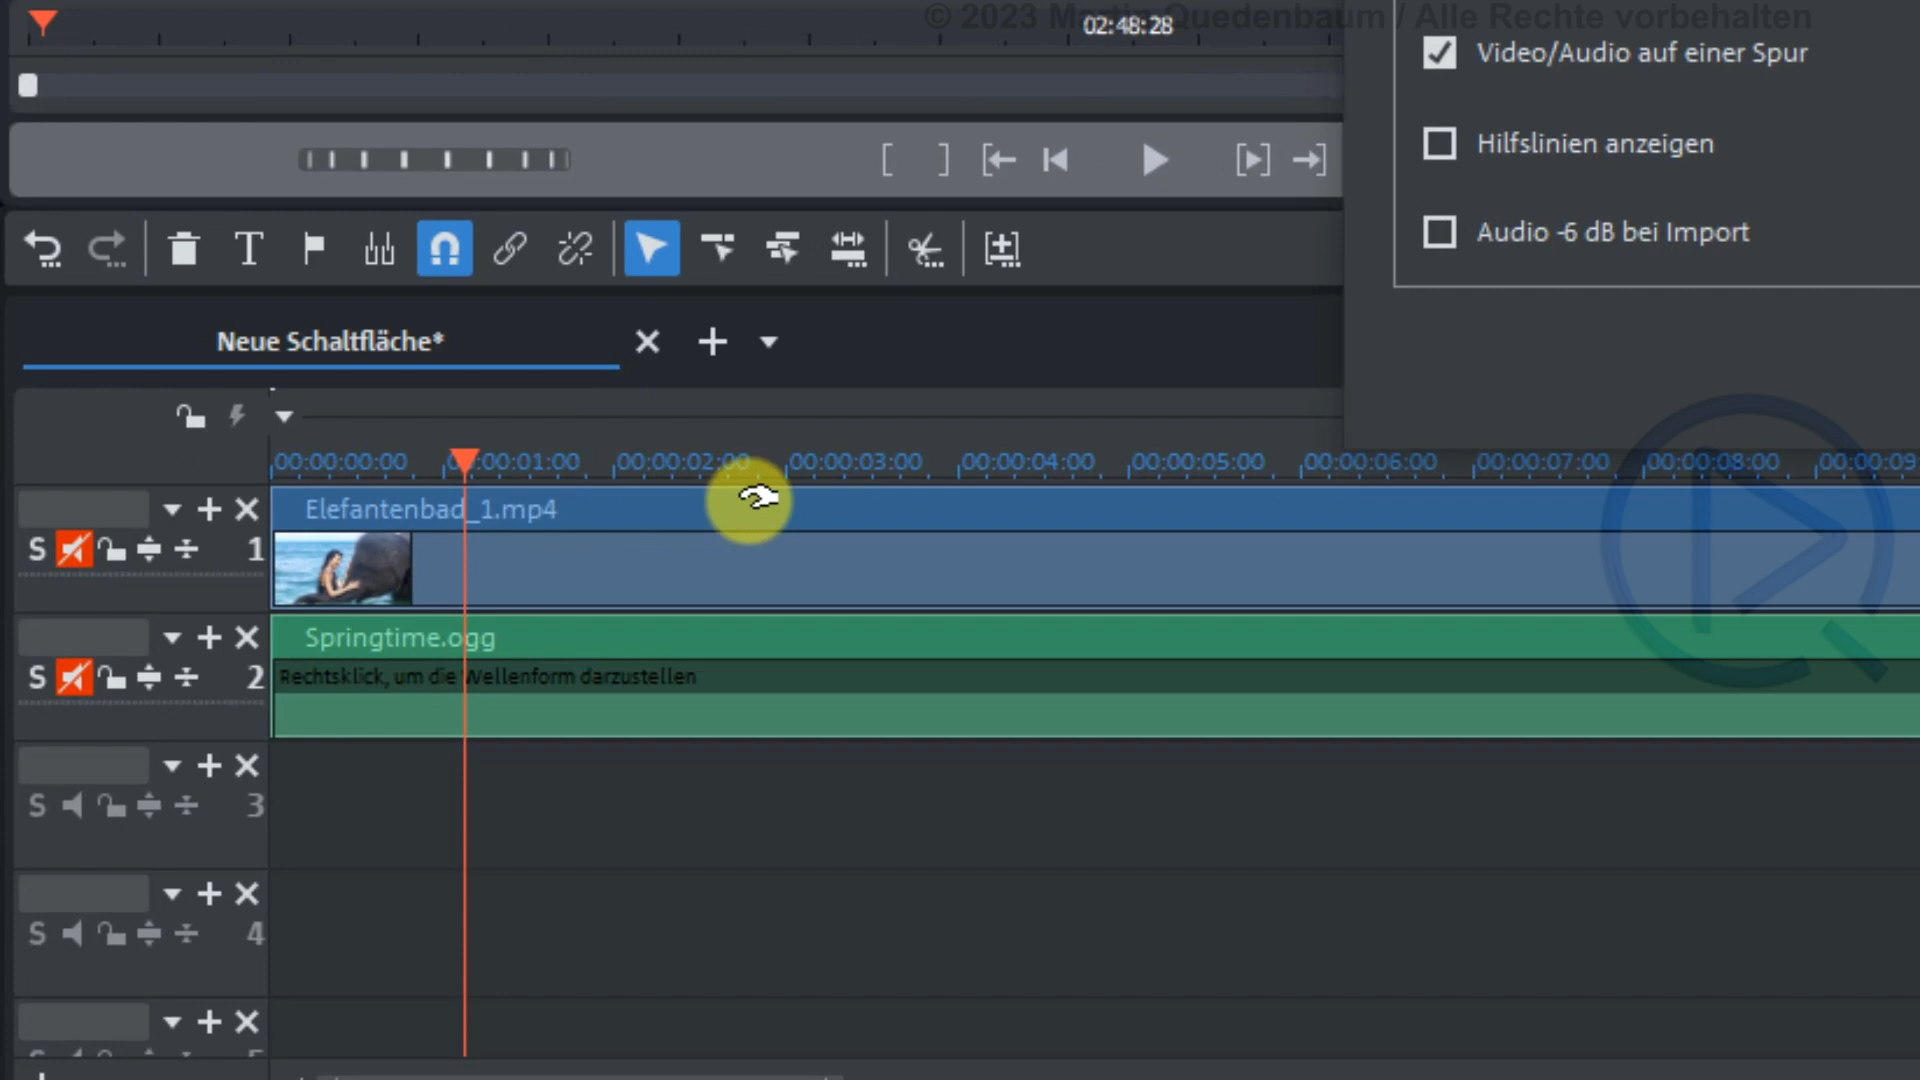 © 2023 Martin Quedenbaum / Alle Rechte vorbehalten
02:48:28
Video/Audio auf einer Spur
Hilfslinien anzeigen
Audio -6 dB bei Import
T
Neue Schaltfläche*
00:00:00:00 00:00:01:00 00:00:02:00 00:00:03:00 00:00:04:00 00:00:05:00 00:00:06:00 00:00:07:00 00:00:08:00 00:00:09
Elefantenbad_1.mp4
S 1
Springtime.ogg
S 2
Rechtsklick, um die Wellenform darzustellen
S 3
S 4